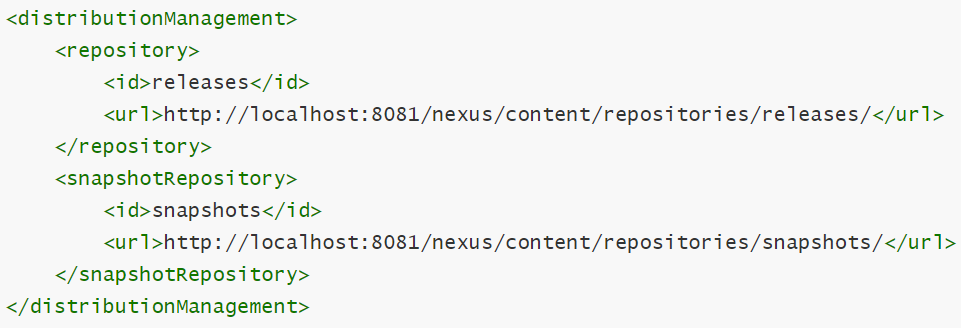 <distributionManagement>
    <repository>
        <id>releases</id>
        <url>http://localhost:8081/nexus/content/repositories/releases/</url>
    </repository>
    <snapshotRepository>
        <id>snapshots</id>
        <url>http://localhost:8081/nexus/content/repositories/snapshots/</url>
    </snapshotRepository>
</distributionManagement>